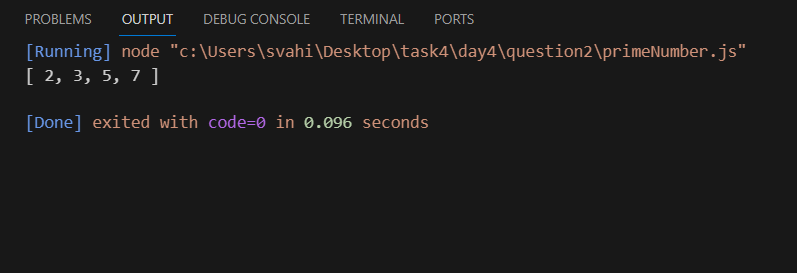 PROBLEMS OUTPUT DEBUG CONSOLE TERMINAL PORTS
[Running] node "c:\Users\svahi\Desktop\task4\day4\question2\primeNumber.js"
[ 2, 3, 5, 7 ]
[Done] exited with code=0 in 0.096 seconds